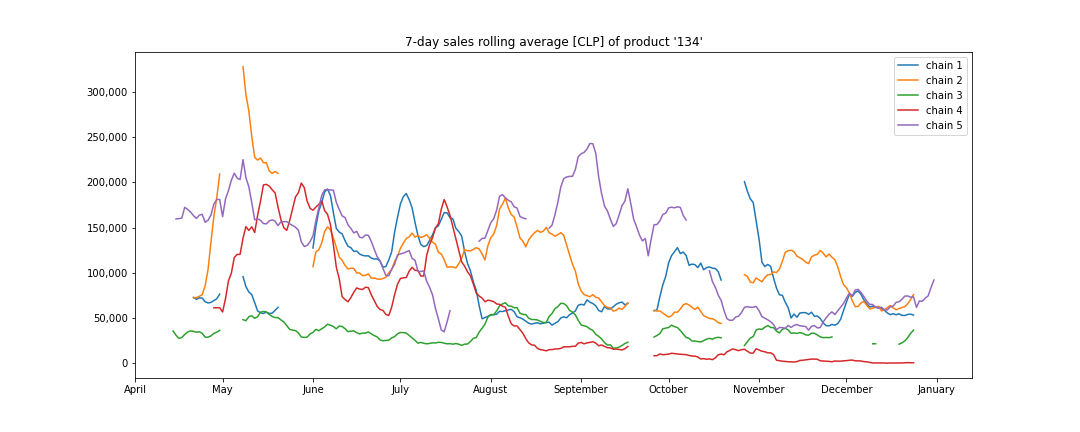 7-day sales rolling average [CLP] of product '134'
chain 1
chain 2
chain 3
chain 4
chain 5
300,000
250,000
200,000
150,000
100,000
50,000
0
April May June July August September October November December January